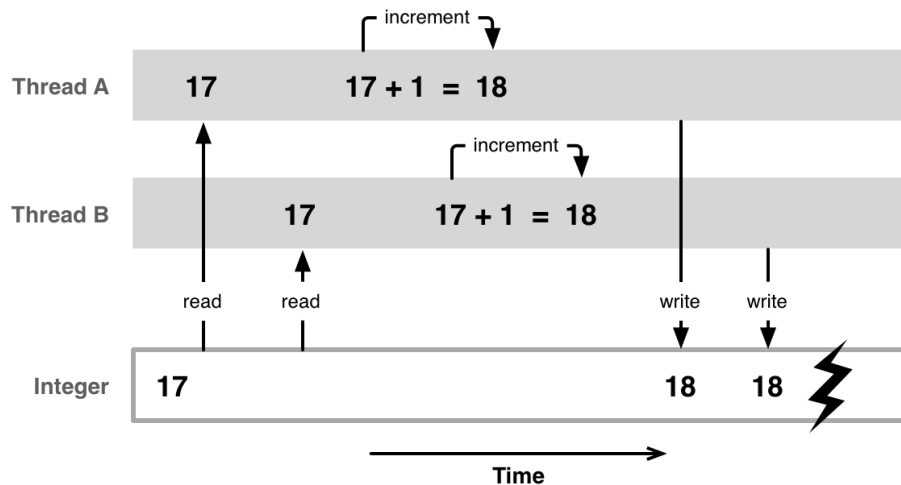 increment
Thread A
17
17 + 1 = 18
increment
Thread B
17
17 + 1 = 18
read
read
write
write
Integer
17
18
18
Time